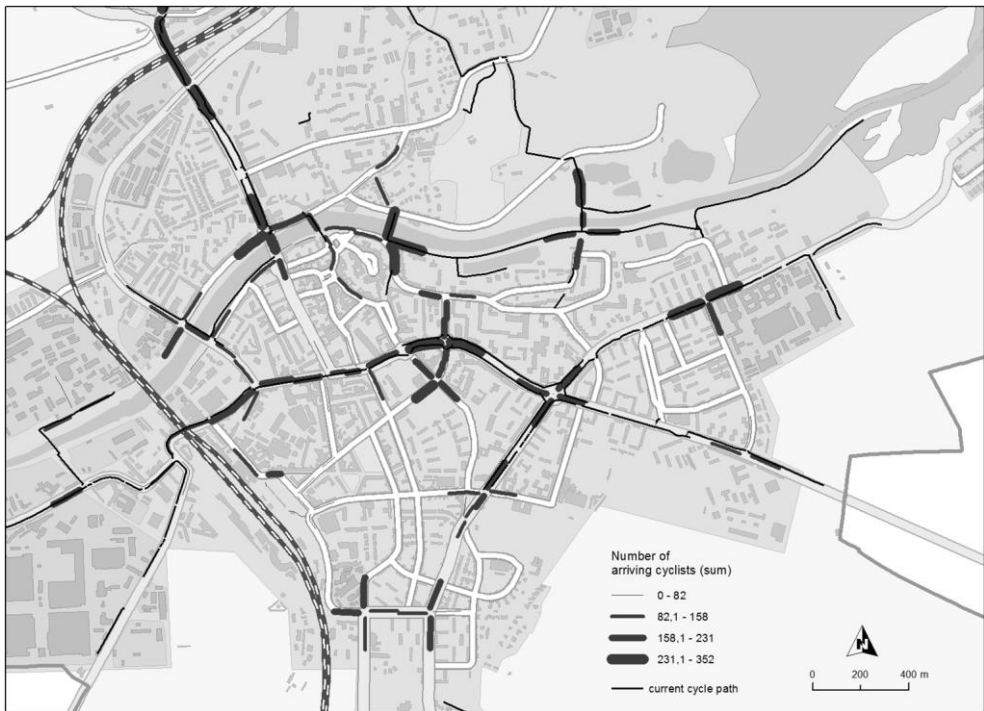 Number of
arriving cyclists (sum)
0 - 82
82,1 - 158
158,1 - 231
231,1 - 352
current cycle path
N
0 200 400 m